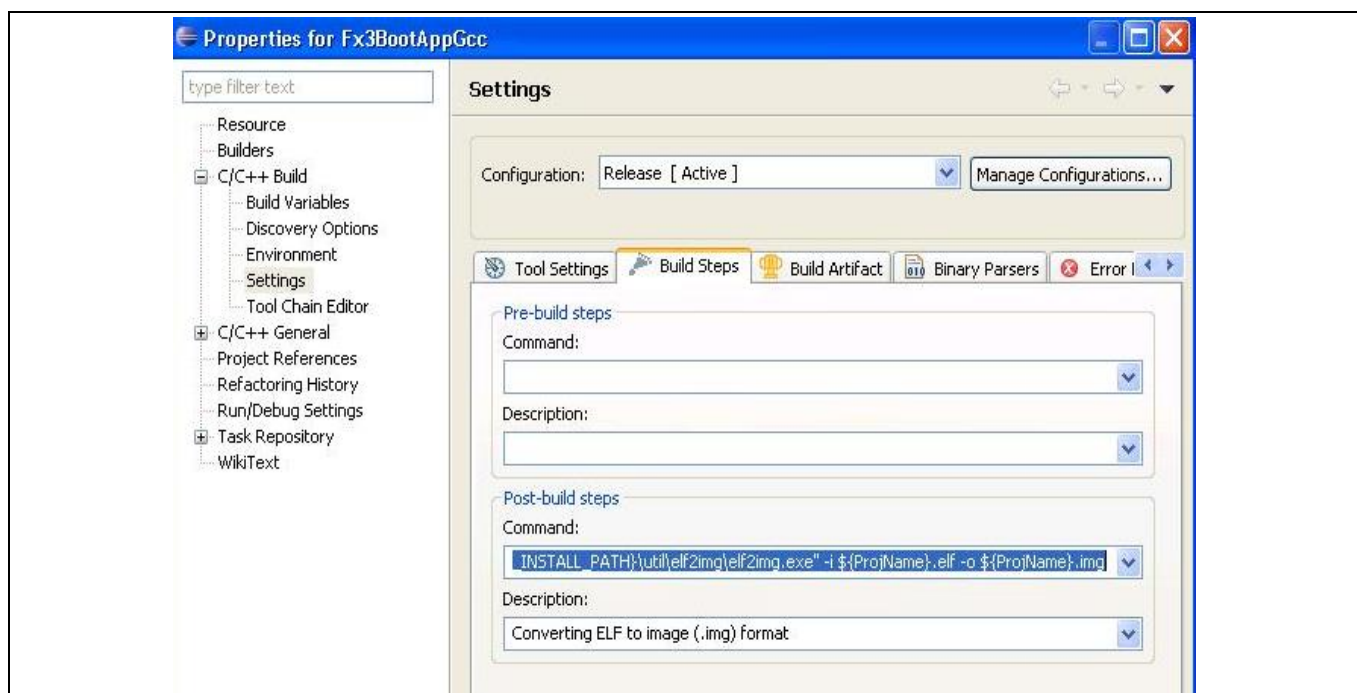 Properties for Fx3BootAppGcc
type filter text
Resource
Builders
C/C++ Build
Build Variables
Discovery Options
Environment
Settings
Tool Chain Editor
C/C++ General
Project References
Refactoring History
Run/Debug Settings
Task Repository
WikiText
Settings
Configuration: Release [ Active ] Manage Configurations...
Tool Settings Build Steps Build Artifact Binary Parsers Error
Pre-build steps
Command:
Description:
Post-build steps
Command:
_INSTALL_PATH}\util\elf2img\elf2img.exe" -i ${ProjName}.elf -o ${ProjName}.img
Description:
Converting ELF to image (.img) format